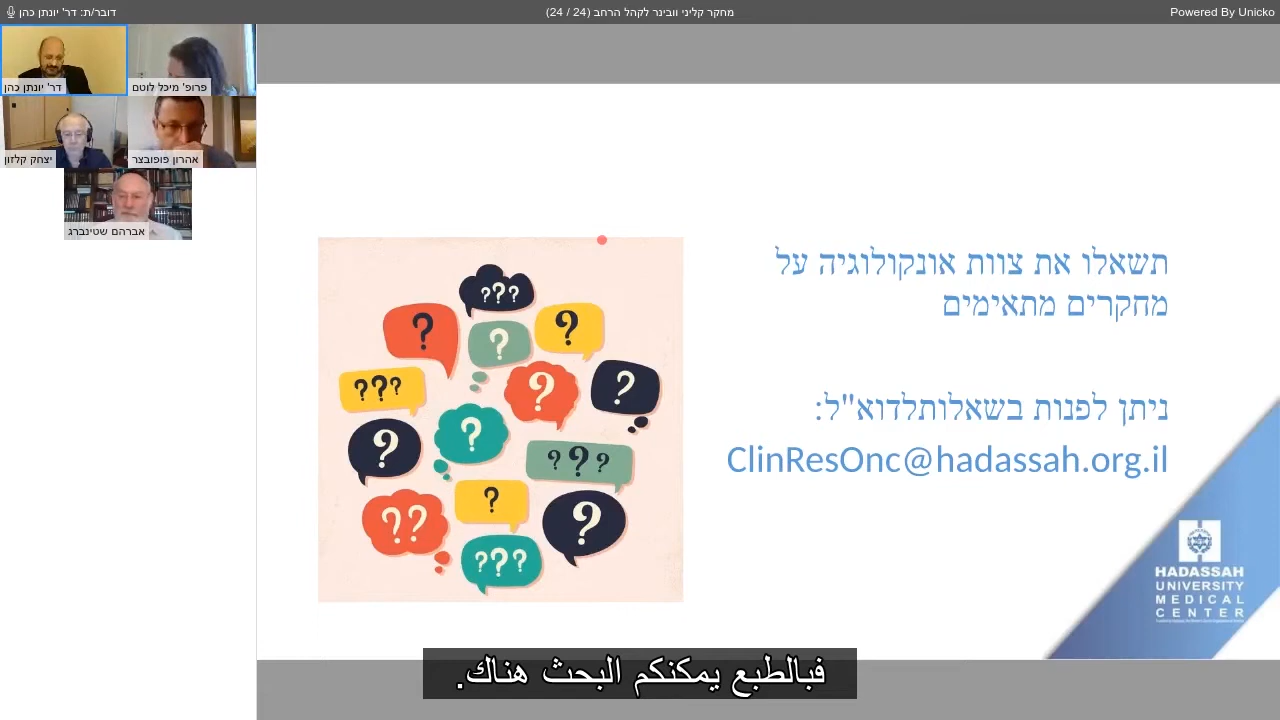 דובר/ת: דר' יונתן כהן
מחקר קליני וובינר לקהל הרחב (24 / 24)
Powered By Unicko
דר' יונתן כהן
פרופ' מיכל לוטם
יצחק קלזון
אהרון פופובצר
אברהם שטינברג
תשאלו את צוות אונקולוגיה על
מחקרים מתאימים
ניתן לפנות בשאלותלדוא"ל:
ClinResOnc@hadassah.org.il
???
?
?
?
???
?
?
?
?
???
??
?
?
???
HADASSAH
UNIVERSITY
MEDICAL
CENTER
فبالطبع يمكنكم البحث هناك.